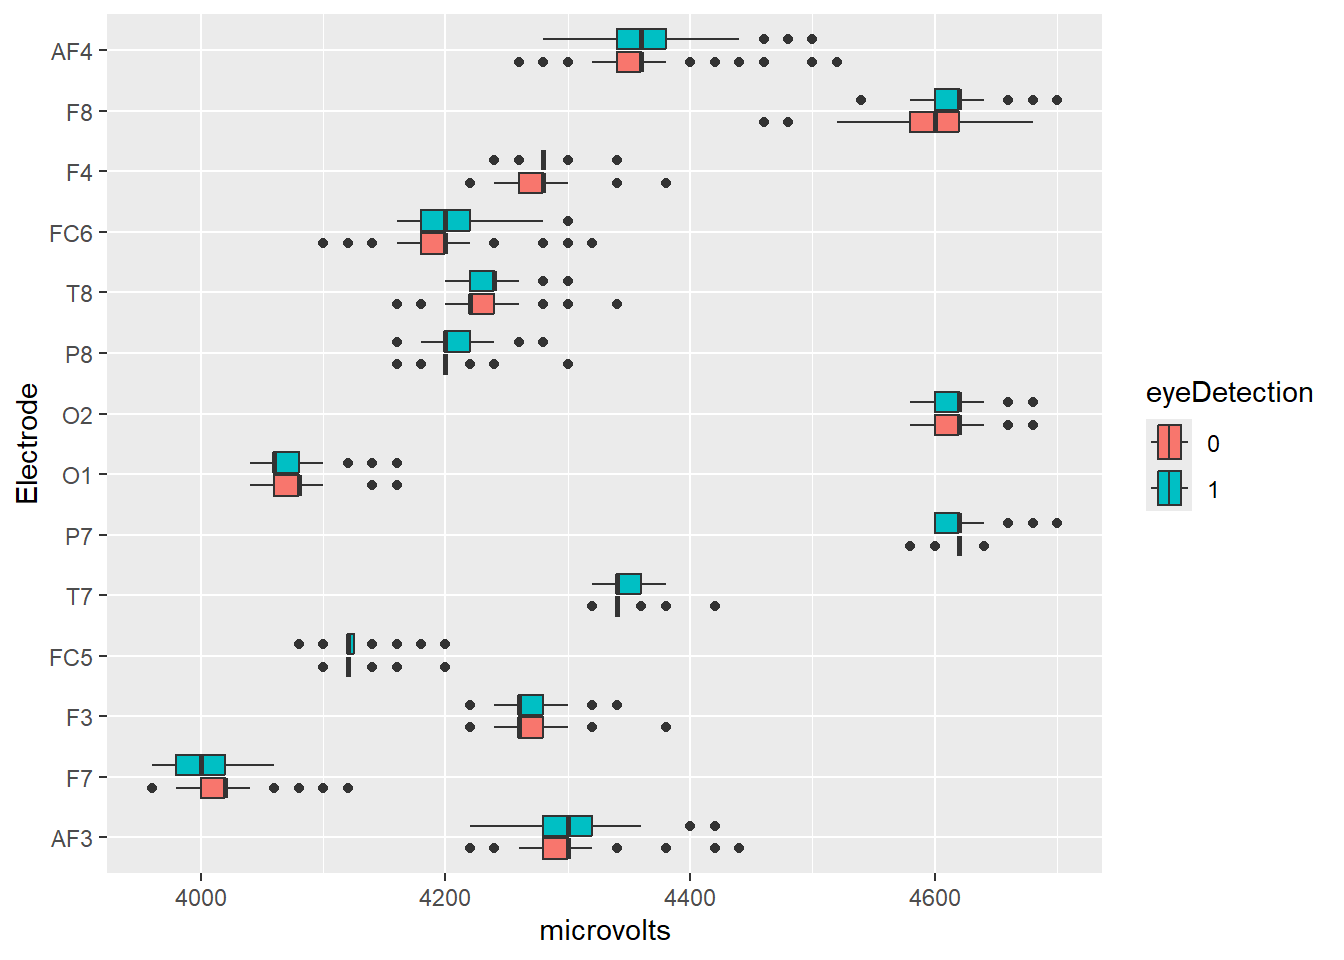 AF4
F8
F4
FC6
T8
P8
O2
O1
P7
T7
FC5
F3
F7
AF3
Electrode
4000 4200 4400 4600
microvolts
eyeDetection
0
1